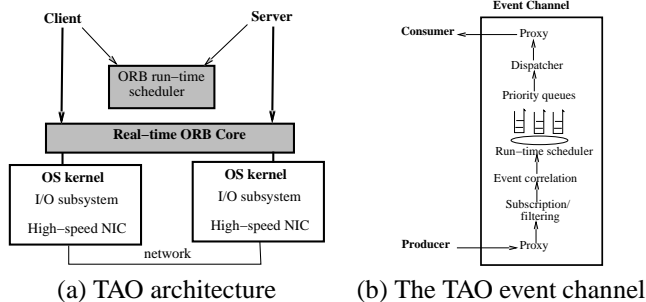 Client
Server
ORB run-time
scheduler
Real-time ORB Core
OS kernel
I/O subsystem
High-speed NIC
OS kernel
I/O subsystem
High-speed NIC
network
(a) TAO architecture
Event Channel
Consumer
Proxy
Dispatcher
Priority queues
Run-time scheduler
Event correlation
Subscription/
filtering
Producer
Proxy
(b) The TAO event channel